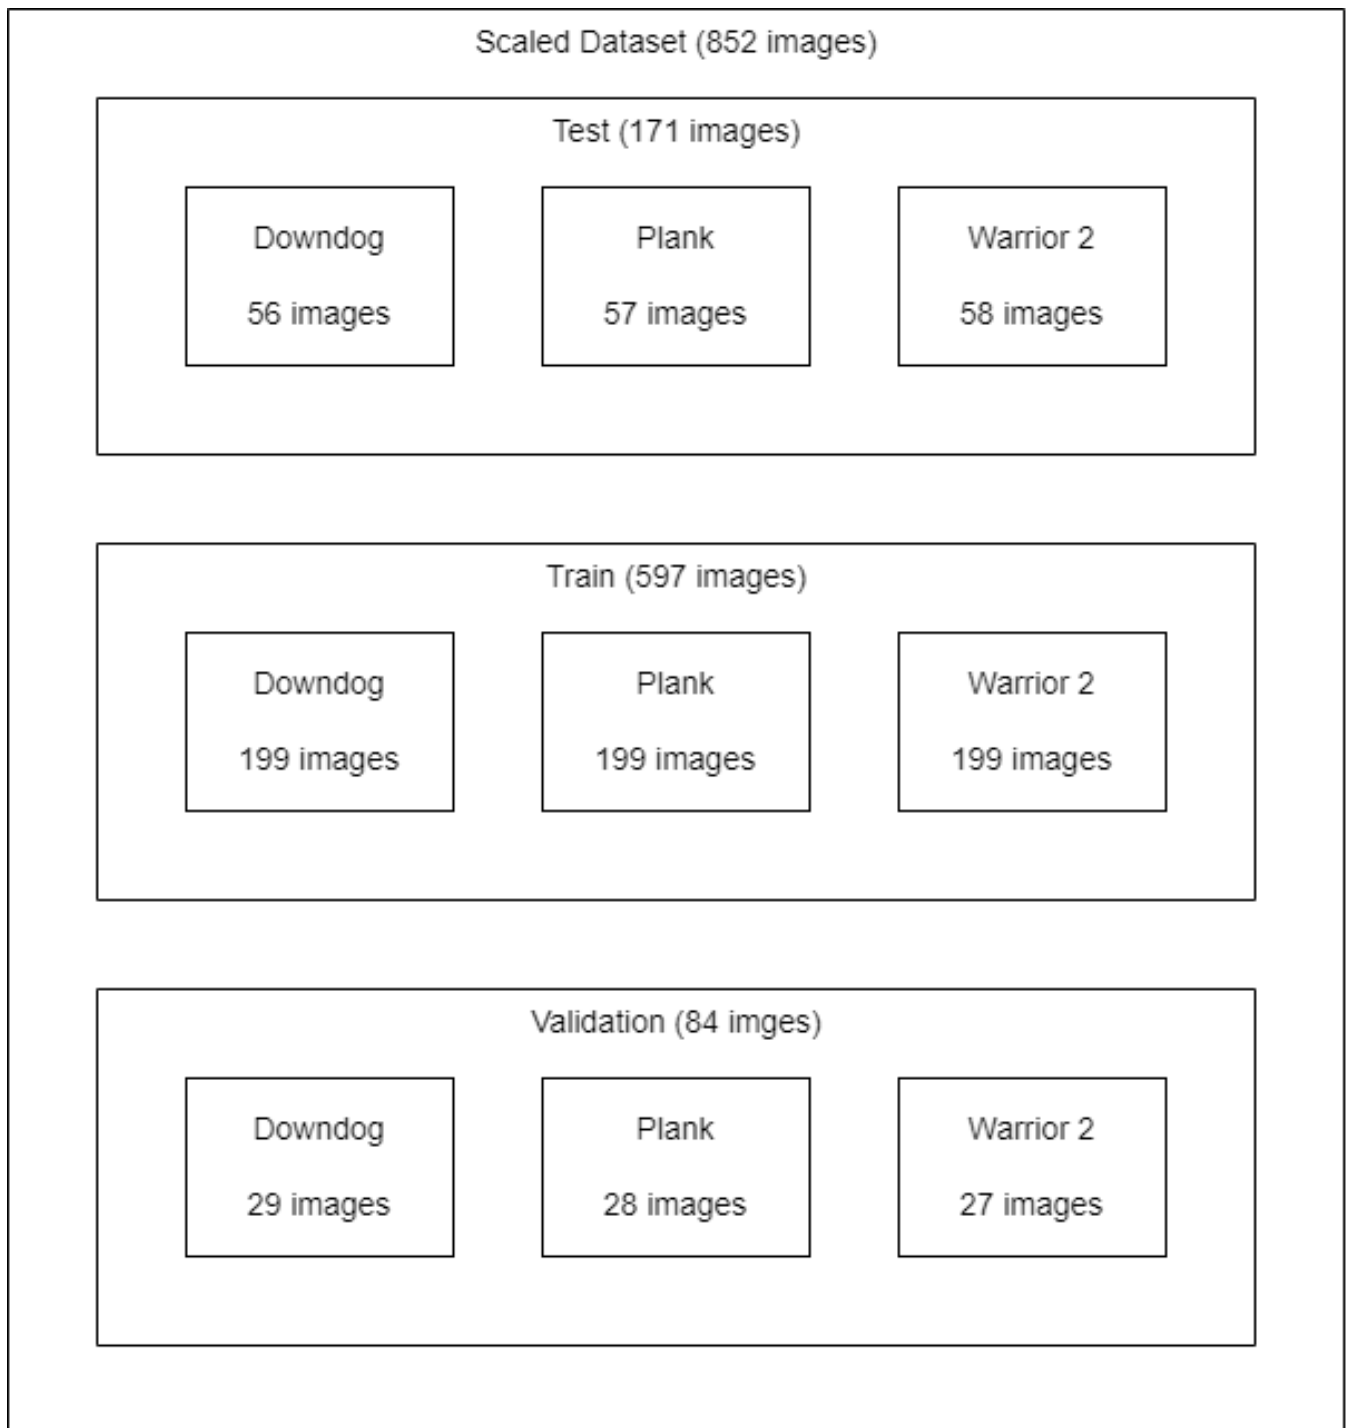 Scaled Dataset (852 images)
Test (171 images)
Downdog
56 images
Plank
57 images
Warrior 2
58 images
Train (597 images)
Downdog
199 images
Plank
199 images
Warrior 2
199 images
Validation (84 imges)
Downdog
29 images
Plank
28 images
Warrior 2
27 images